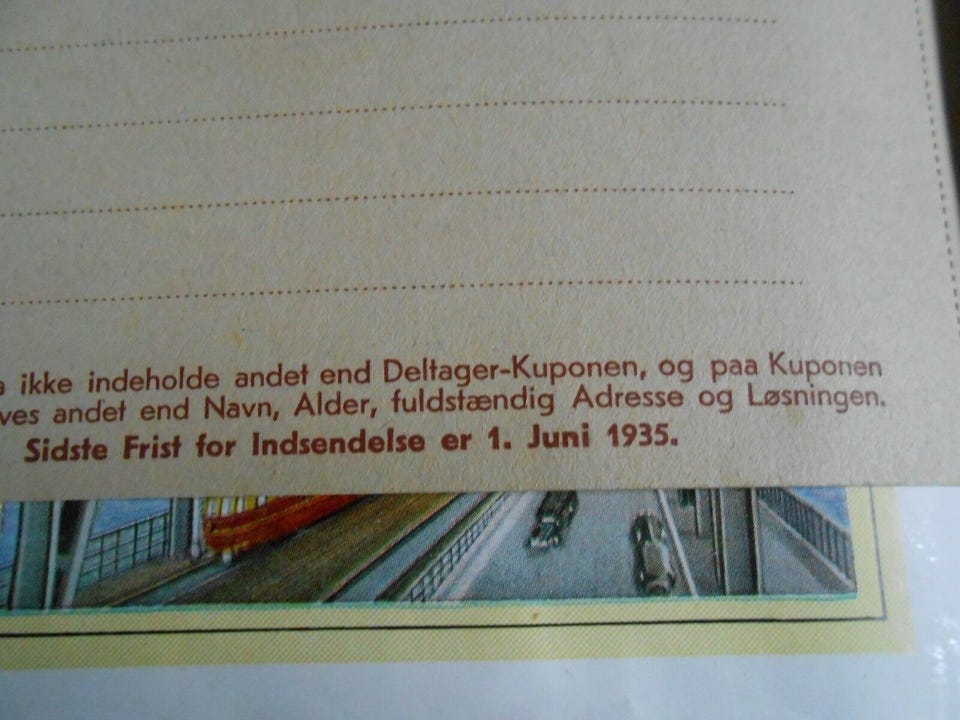 ikke indeholde andet end Deltager-Kuponen, og paa Kuponen
andet end Navn, Alder, fuldstændig Adresse og Løsningen.
Sidste Frist for Indsendelse er 1. Juni 1935.